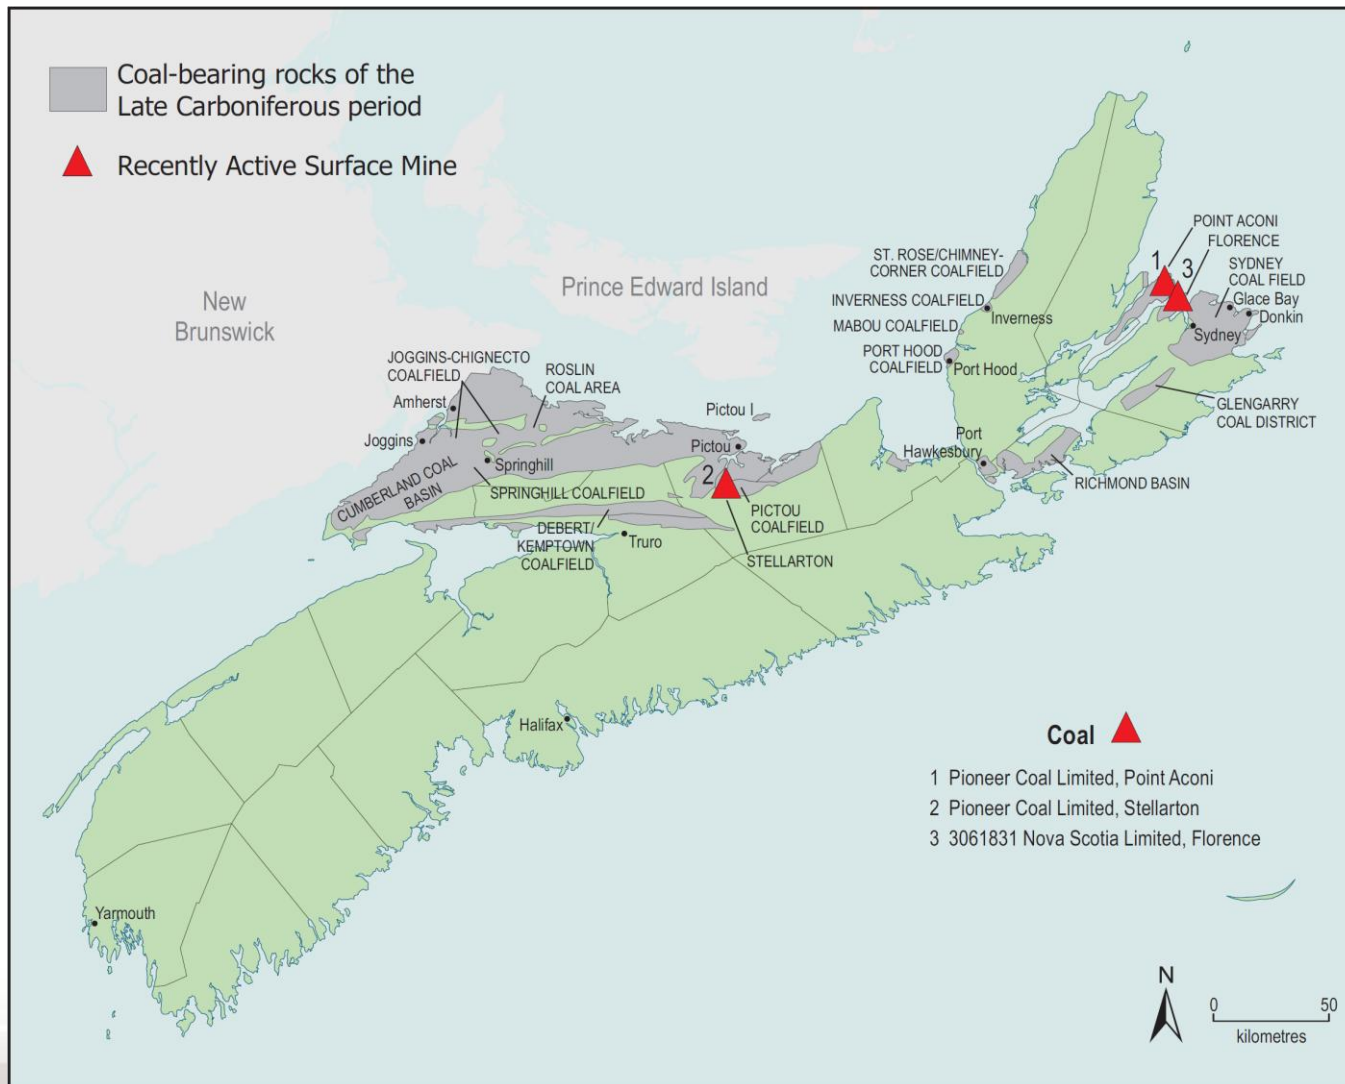 Coal-bearing rocks of the
Late Carboniferous period
Recently Active Surface Mine
New
Brunswick
Prince Edward Island
ST. ROSE/CHIMNEY-
CORNER COALFIELD
INVERNESS COALFIELD
Inverness
MABOU COALFIELD
PORT HOOD
COALFIELD
Port Hood
1
3
POINT ACONI
FLORENCE
SYDNEY
COAL FIELD
Glace Bay
Donkin
Sydney
GLENGARRY
COAL DISTRICT
Port
Hawkesbury
RICHMOND BASIN
JOGGINS-CHIGNECTO
COALFIELD
ROSLIN
COAL AREA
Amherst
Joggins
Pictou I
Pictou
2
Springhill
CUMBERLAND COAL
BASIN
SPRINGHILL COALFIELD
PICTOU
COALFIELD
DEBERT/
KEMPTOWN
COALFIELD
Truro
STELLARTON
Halifax
Yarmouth
Coal
1 Pioneer Coal Limited, Point Aconi
2 Pioneer Coal Limited, Stellarton
3 3061831 Nova Scotia Limited, Florence
N
0 50
kilometres